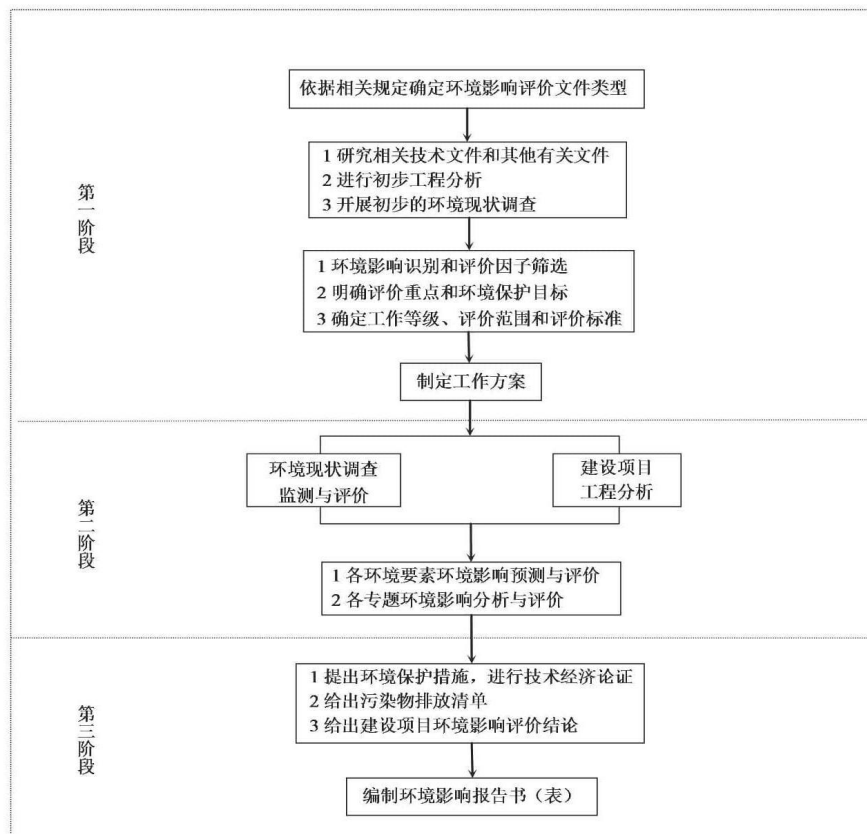 依据相关规定确定环境影响评价文件类型
1 研究相关技术文件和其他有关文件
2 进行初步工程分析
3 开展初步的环境现状调查
第一阶段
1 环境影响识别和评价因子筛选
2 明确评价重点和环境保护目标
3 确定工作等级、评价范围和评价标准
制定工作方案
环境现状调查
监测与评价
建设项目
工程分析
第二阶段
1 各环境要素环境影响预测与评价
2 各专题环境影响分析与评价
1 提出环境保护措施，进行技术经济论证
2 给出污染物排放清单
3 给出建设项目环境影响评价结论
第三阶段
编制环境影响报告书（表）